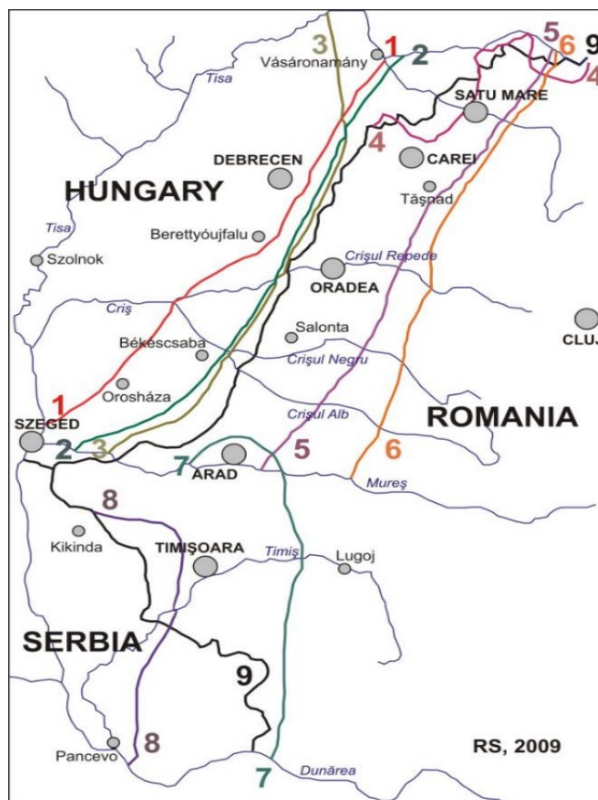 3
1
2
5
6
9
4
Vásáronamány
Tisa
SATU MARE
4
CAREI
DEBRECEN
Tășnad
HUNGARY
Tisa
Berettyóujfalu
Crișul Repede
Szolnok
ORADEA
Criș
Salonta
CLUJ
Békéscsaba
Crișul Negru
Orosháza
1
Crișul Alb
ROMANIA
SZEGED
2
3
7
ARAD
5
6
Mureș
8
Kikinda
TIMIȘOARA
Timiș
Lugoj
SERBIA
9
8
Pancevo
7
Dunărea
RS, 2009